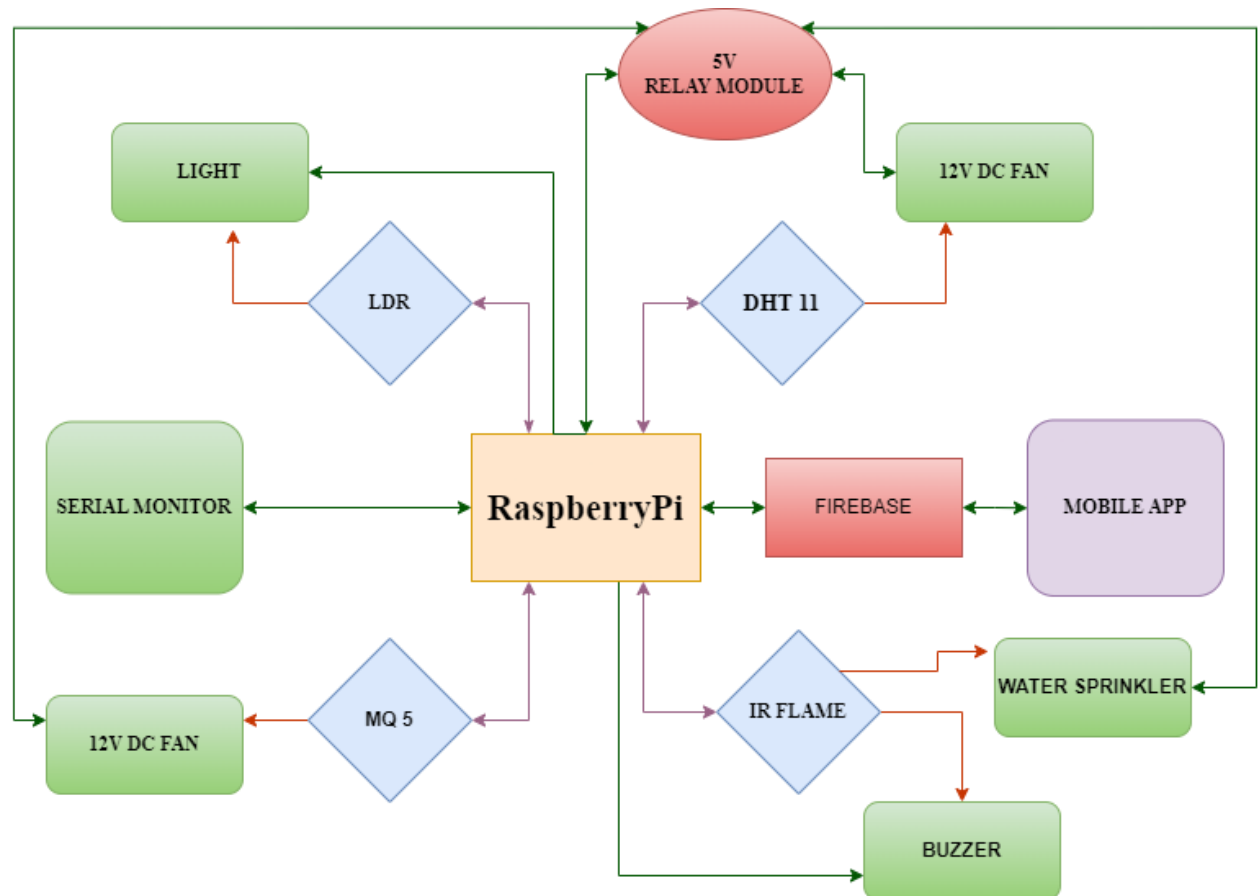 5V
RELAY MODULE
LIGHT
12V DC FAN
LDR
DHT 11
SERIAL MONITOR
RaspberryPi
FIREBASE
MOBILE APP
WATER SPRINKLER
12V DC FAN
MQ 5
IR FLAME
BUZZER